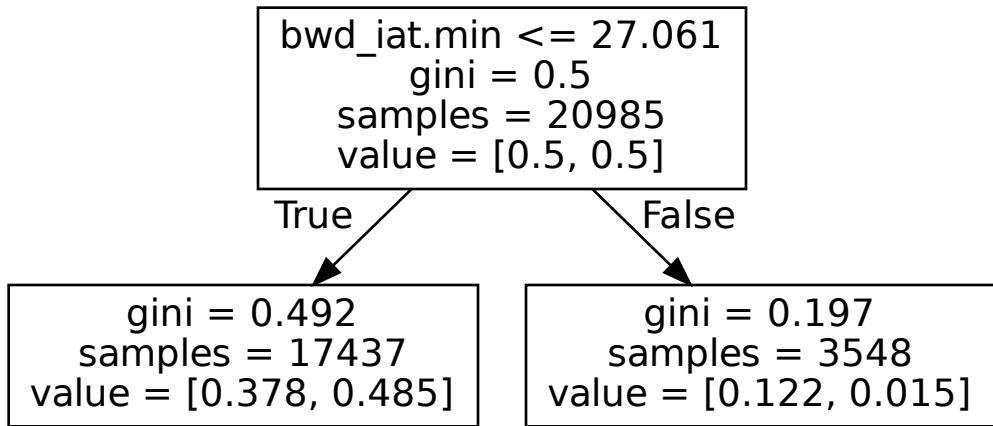 bwd_iat.min <= 27.061
gini = 0.5
samples = 20985
value = [0.5, 0.5]
True
False
gini = 0.492
samples = 17437
value = [0.378, 0.485]
gini = 0.197
samples = 3548
value = [0.122, 0.015]